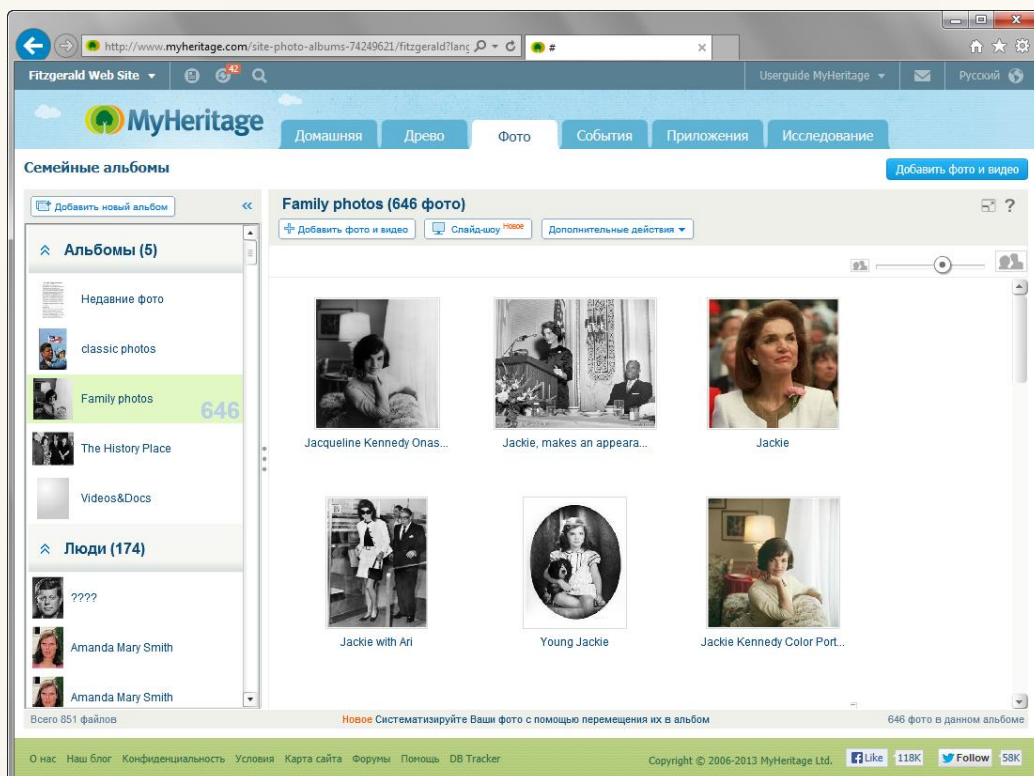 http://www.myheritage.com/site-photo-albums-74249621/fitzgerald?lang
#
Fitzgerald Web Site
42
Userguide MyHeritage
Русский
MyHeritage
Домашняя
Древо
Фото
События
Приложения
Исследование
Семейные альбомы
Добавить фото и видео
Добавить новый альбом
Family photos (646 фото)
Добавить фото и видео
Слайд-шоу Новое
Дополнительные действия
Альбомы (5)
Недавние фото
classic photos
Family photos
646
The History Place
Videos&Docs
Люди (174)
????
Amanda Mary Smith
Amanda Mary Smith
Jacqueline Kennedy Onas...
Jackie, makes an appeara...
Jackie
Jackie with Ari
Young Jackie
Jackie Kennedy Color Port...
Всего 851 файлов
Новое Систематизируйте Ваши фото с помощью перемещения их в альбом
646 фото в данном альбоме
О нас Наш блог Конфиденциальность Условия Карта сайта Форумы Помощь DB Tracker
Copyright © 2006-2013 MyHeritage Ltd.
Like 118K
Follow 58K